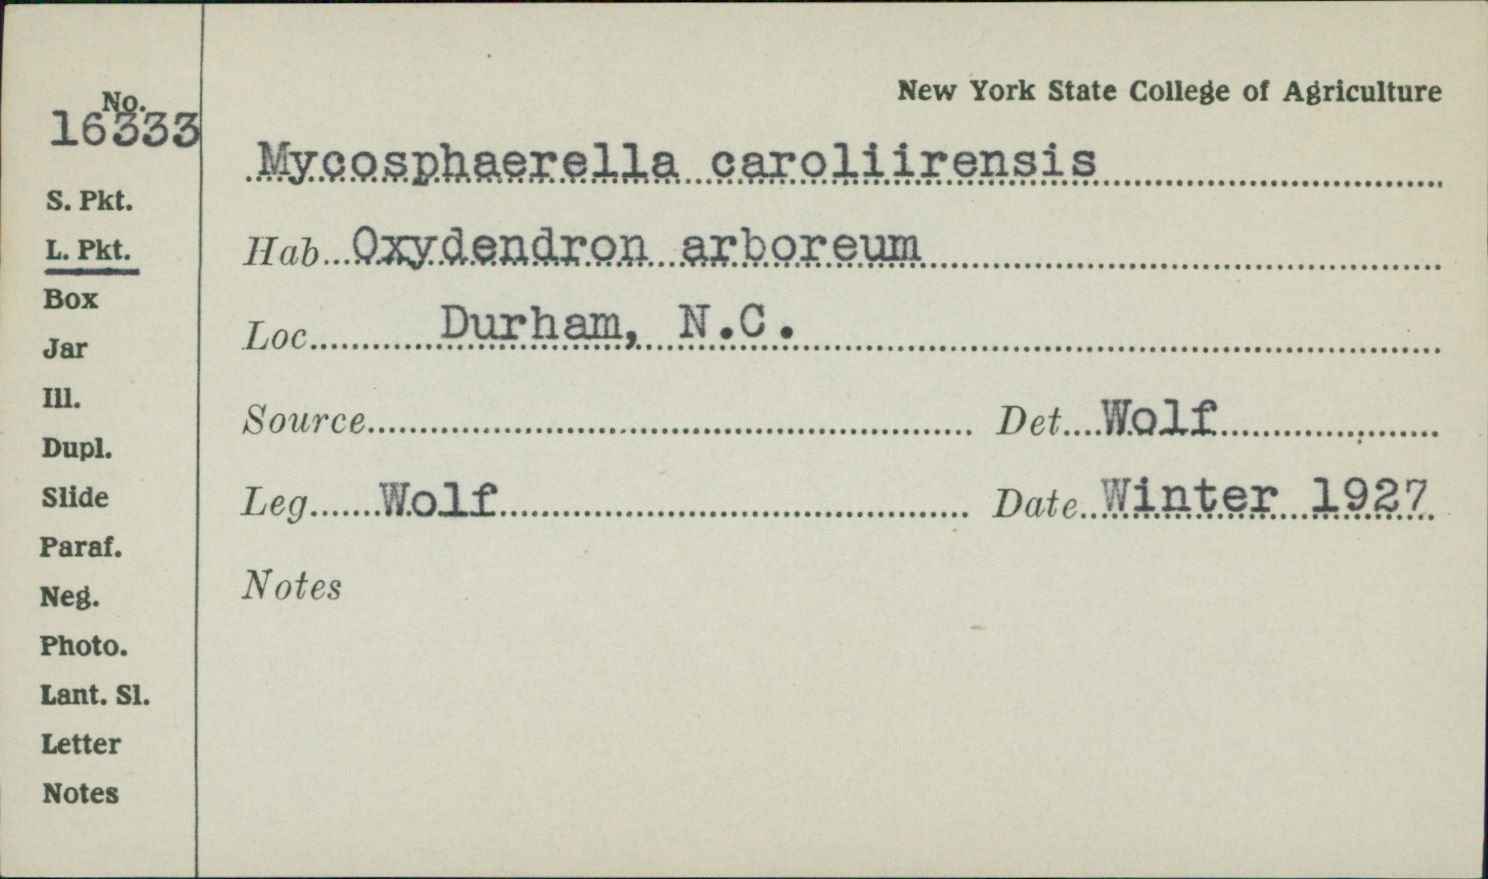 New York State College of Agriculture
No.
16333
Mycosphaerella caroliirensis
S. Pkt.
Hab Oxydendron arboreum
L. Pkt.
Box
Loc Durham, N.C.
Jar
Ill.
Source Det. Wolf
Dupl.
Slide
Leg Wolf Date Winter 1927
Paraf.
Notes
Neg.
Photo.
Lant. Sl.
Letter
Notes